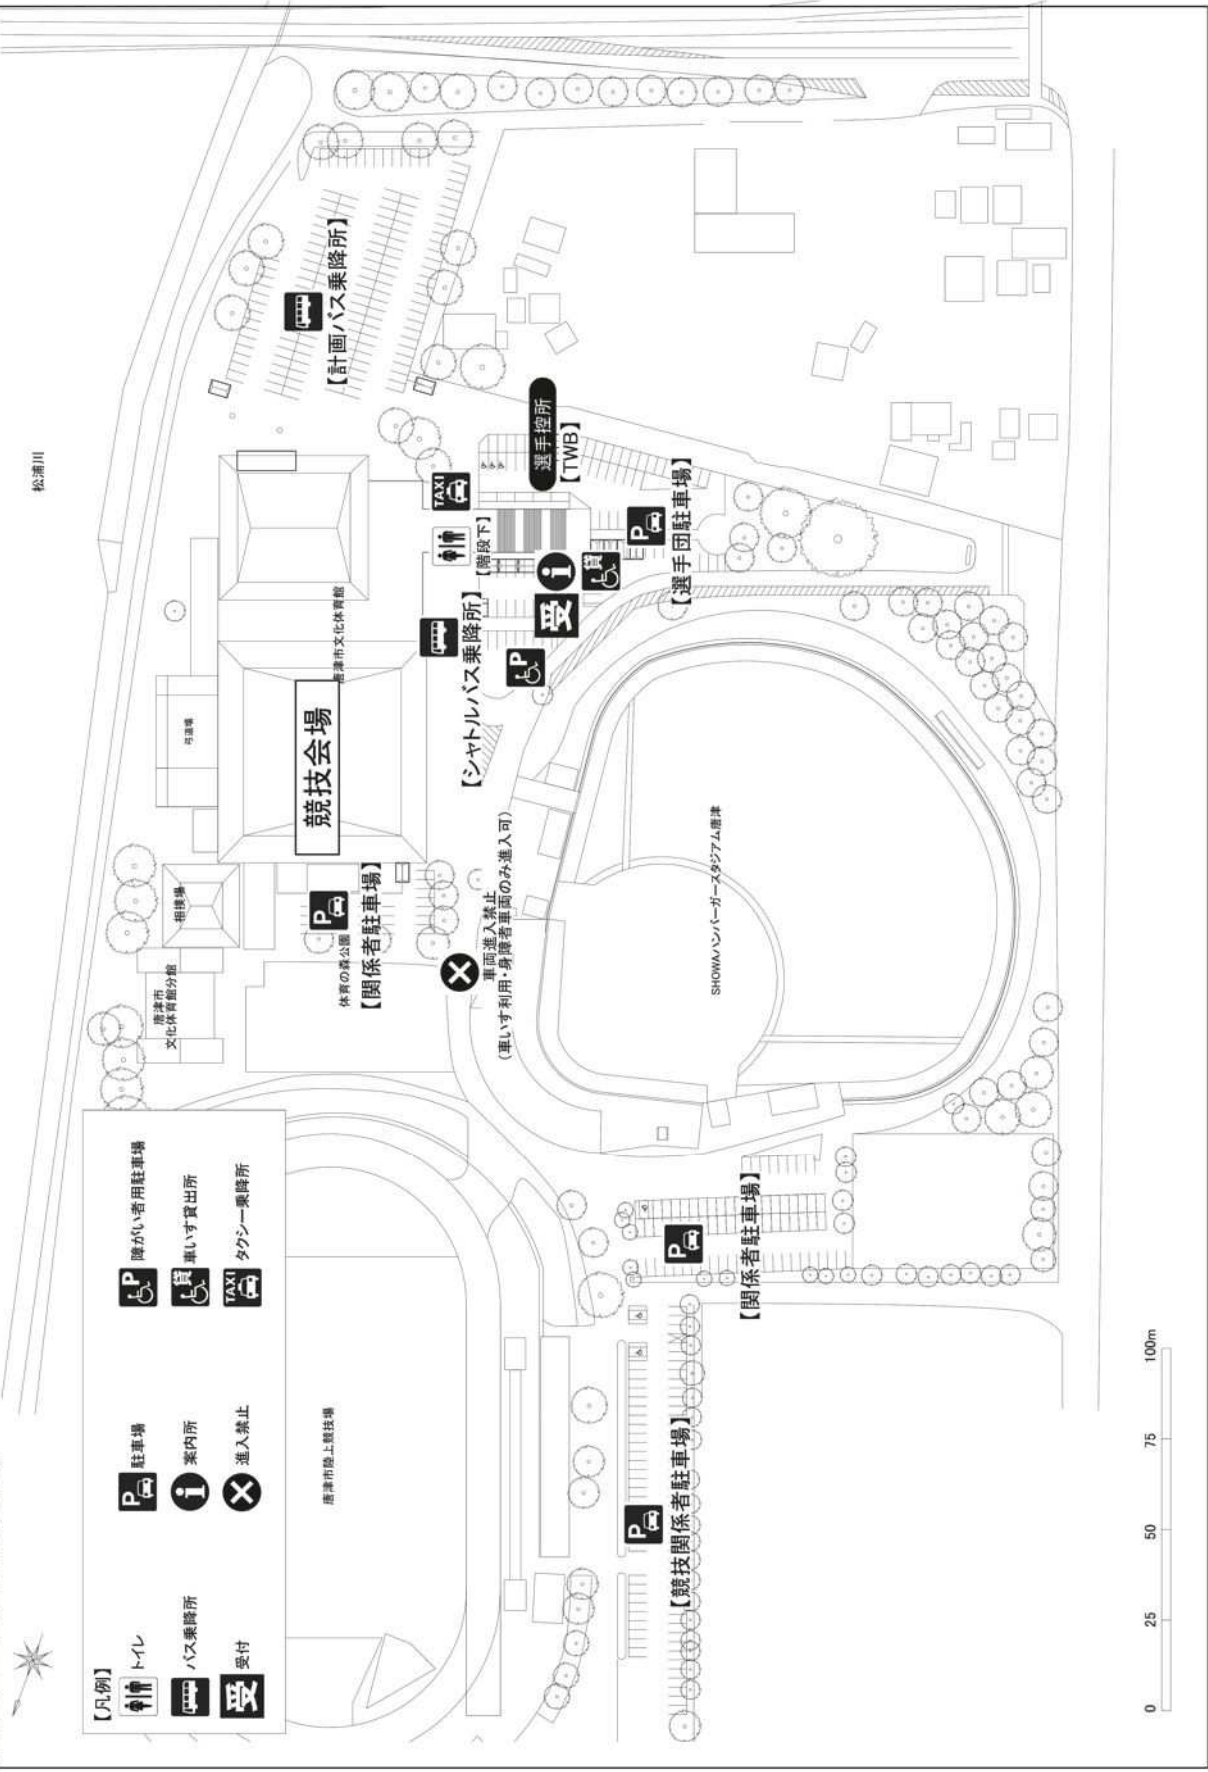 松浦川
【計画バス乗降所】
選手控所
【TWB】
TAXI
【階段下】
P
【選手団駐車場】
i
貸
受
P
【シャトルバス乗降所】
唐津市文化体育館
競技会場
弓道場
相撲場
唐津市
文化体育館分館
P
体育の森公園
【関係者駐車場】
車両進入禁止
(車いす利用・身障者車両のみ進入可)
SHOWAハンバーガースタジアム唐津
P
【関係者駐車場】
P
【競技関係者駐車場】
唐津市陸上競技場
【凡例】
トイレ
P 駐車場
P 障がい者用駐車場
バス乗降所
i 案内所
貸 車いす貸出所
受 受付
進入禁止
TAXI タクシー乗降所
0 25 50 75 100m